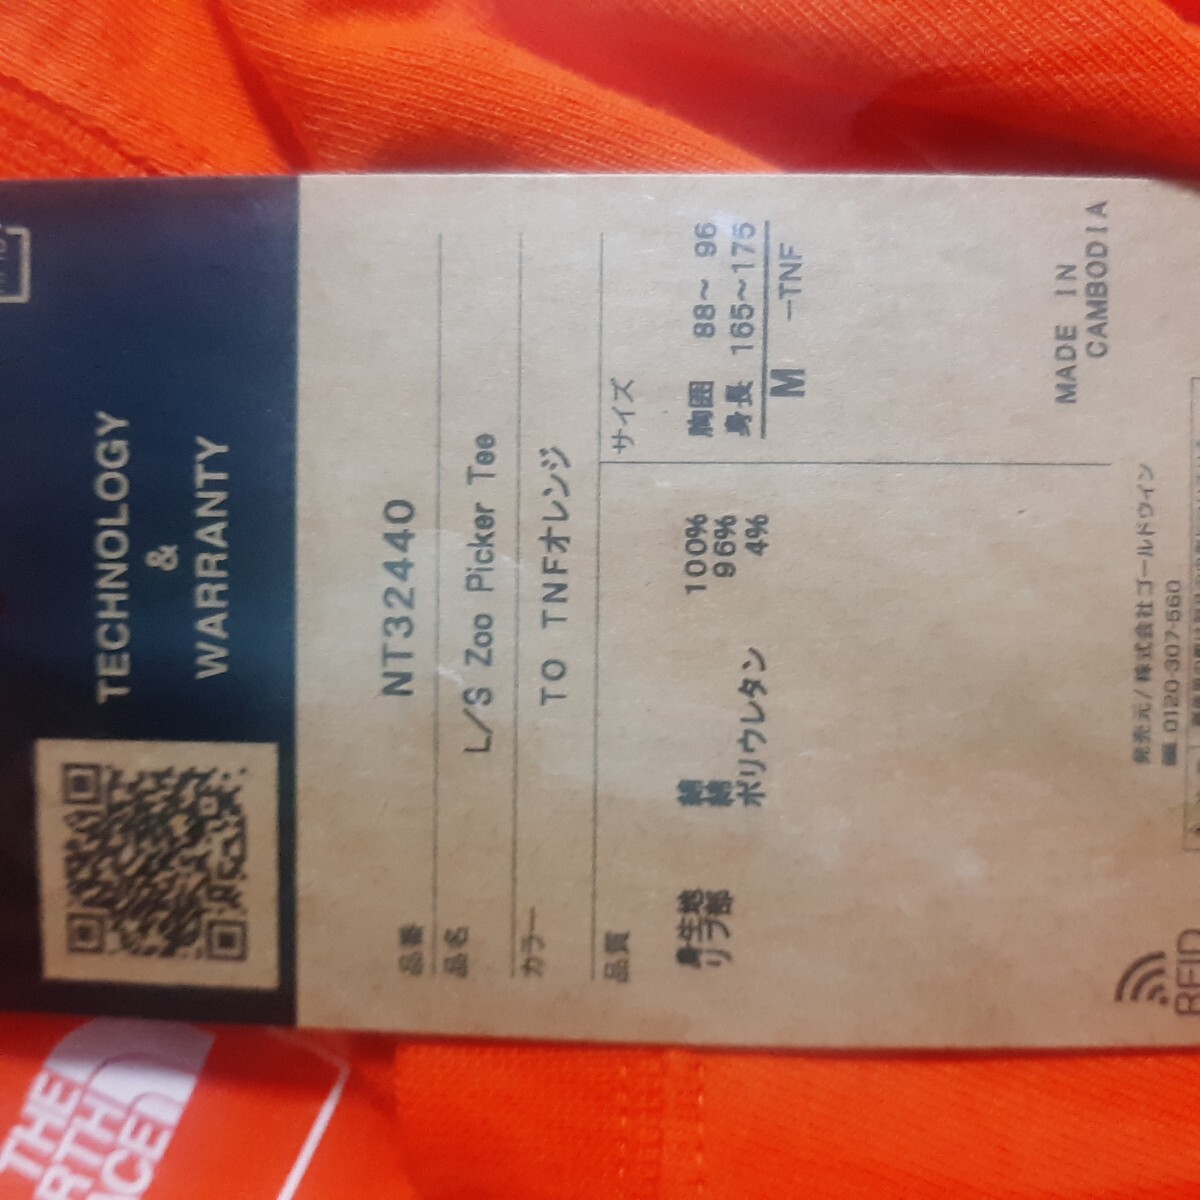 TECHNOLOGY
&
WARRANTY
品番
NT32440
品名
L/S Zoo Picker Tee
カラー
TO TNFオレンジ
品質
身生地 綿 100%
リブ部 綿 96%
ポリウレタン 4%
サイズ
胸囲 88～ 96
身長 165～175
M -TNF
MADE IN
CAMBODIA
発売元/株式会社ゴールドウイン
0120-307-560
RFID
THE
RTH
ACE